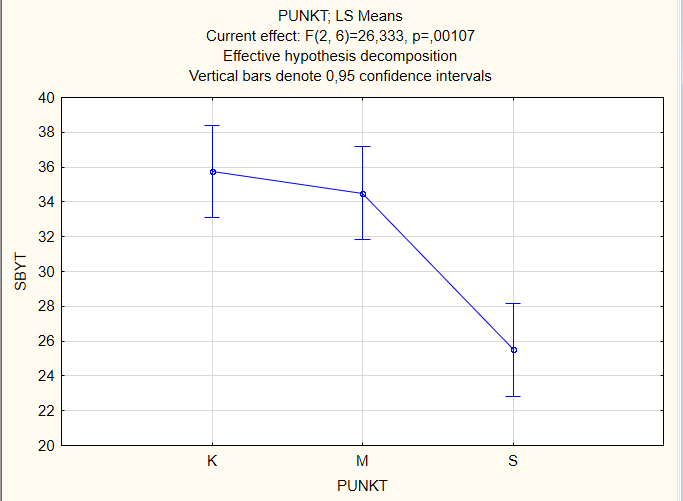 PUNKT; LS Means
Current effect: F(2, 6)=26,333, p=,00107
Effective hypothesis decomposition
Vertical bars denote 0,95 confidence intervals
40
38
36
34
32
30
28
26
24
22
20
SBYT
K M S
PUNKT